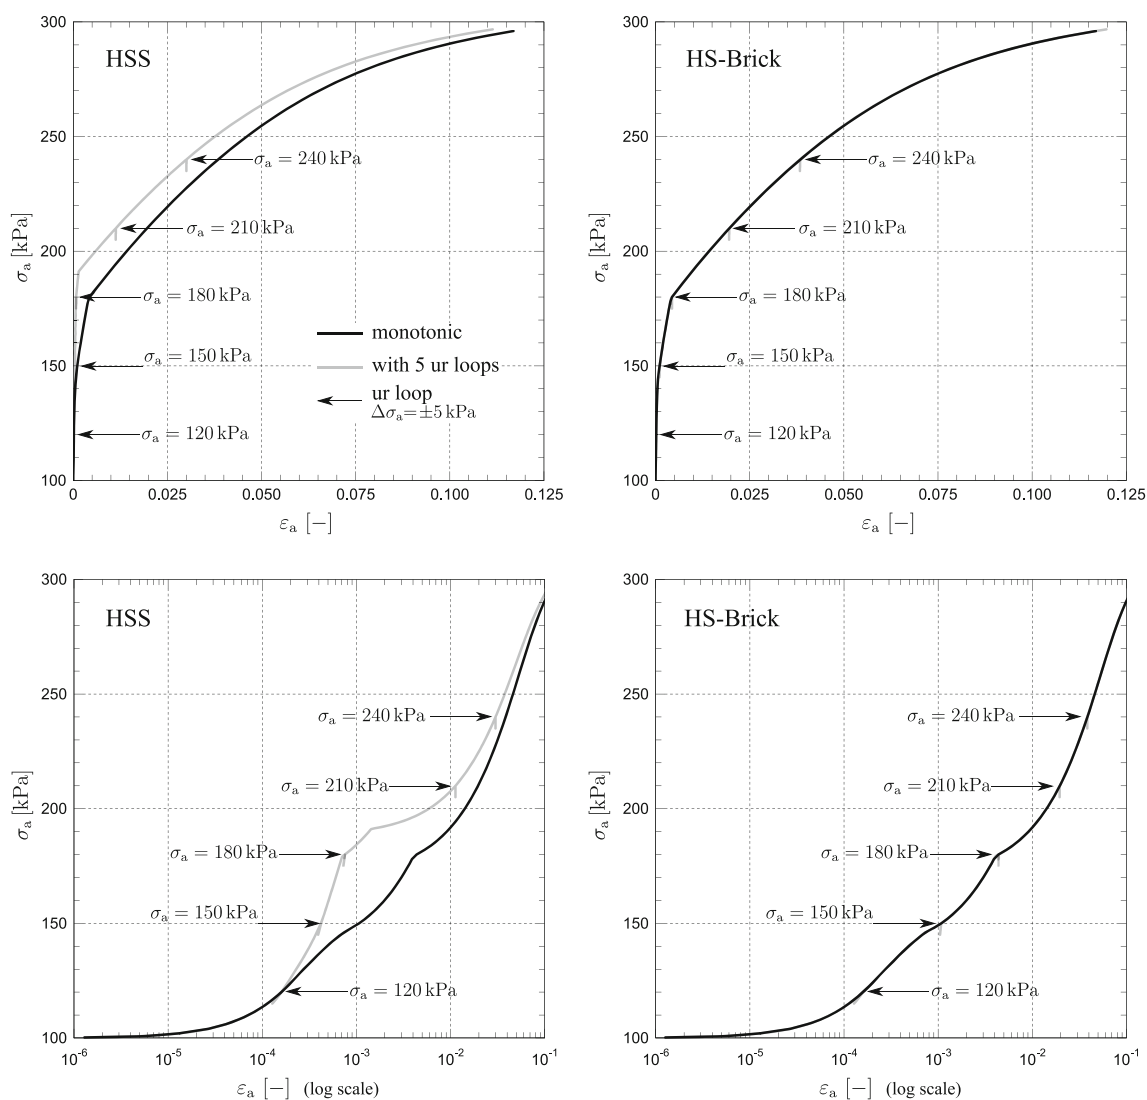 HSS
300
250
200
150
100
σa [kPa]
σa = 240 kPa
σa = 210 kPa
σa = 180 kPa
σa = 150 kPa
σa = 120 kPa
monotonic
with 5 ur loops
ur loop
Δσa=±5 kPa
0 0.025 0.050 0.075 0.100 0.125
εa [−]
HS-Brick
300
250
200
150
100
σa [kPa]
σa = 240 kPa
σa = 210 kPa
σa = 180 kPa
σa = 150 kPa
σa = 120 kPa
0 0.025 0.050 0.075 0.100 0.125
εa [−]
HSS
300
250
200
150
100
σa [kPa]
σa = 240 kPa
σa = 210 kPa
σa = 180 kPa
σa = 150 kPa
σa = 120 kPa
10-6 10-5 10-4 10-3 10-2 10-1
εa [−] (log scale)
HS-Brick
300
250
200
150
100
σa [kPa]
σa = 240 kPa
σa = 210 kPa
σa = 180 kPa
σa = 150 kPa
σa = 120 kPa
10-6 10-5 10-4 10-3 10-2 10-1
εa [−] (log scale)